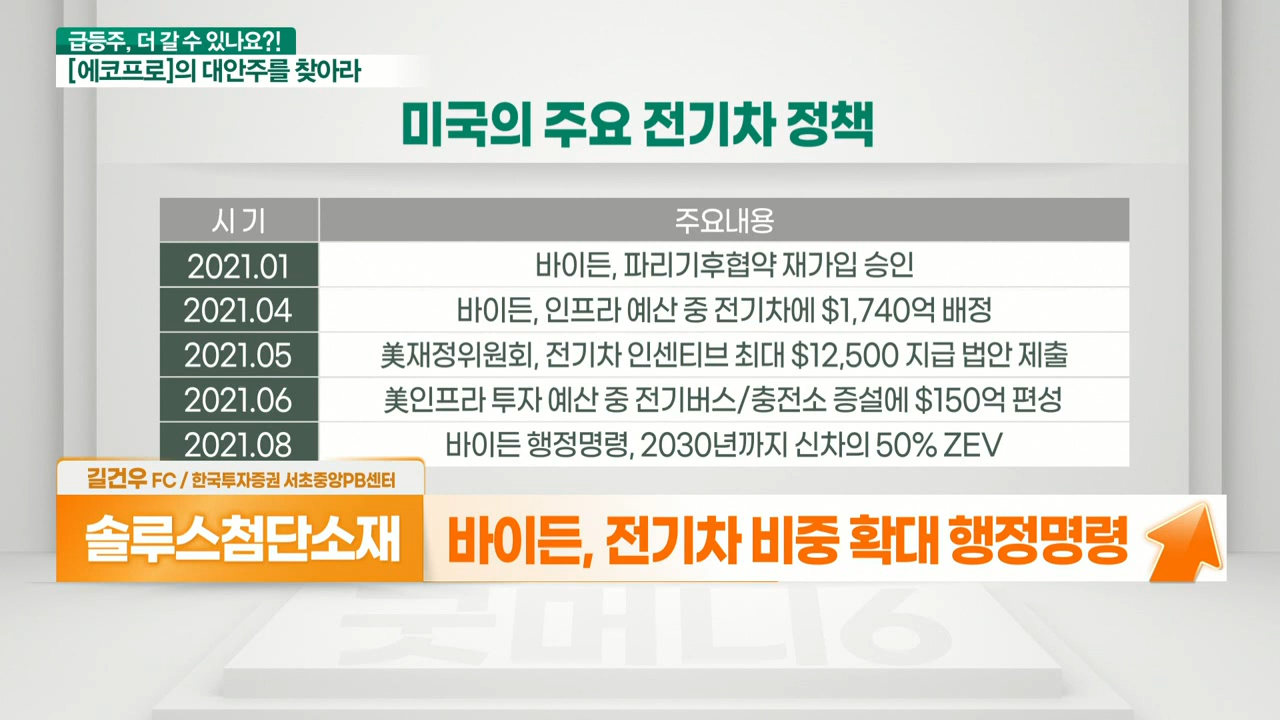 급등주, 더 갈 수 있나요?!
[에코프로]의 대안주를 찾아라
미국의 주요 전기차 정책
시 기 주요내용
2021.01 바이든, 파리기후협약 재가입 승인
2021.04 바이든, 인프라 예산 중 전기차에 $1,740억 배정
2021.05 美재정위원회, 전기차 인센티브 최대 $12,500 지급 법안 제출
2021.06 美인프라 투자 예산 중 전기버스/충전소 증설에 $150억 편성
2021.08 바이든 행정명령, 2030년까지 신차의 50% ZEV
길건우 FC / 한국투자증권 서초중앙PB센터
솔루스첨단소재 바이든, 전기차 비중 확대 행정명령
굿머니6